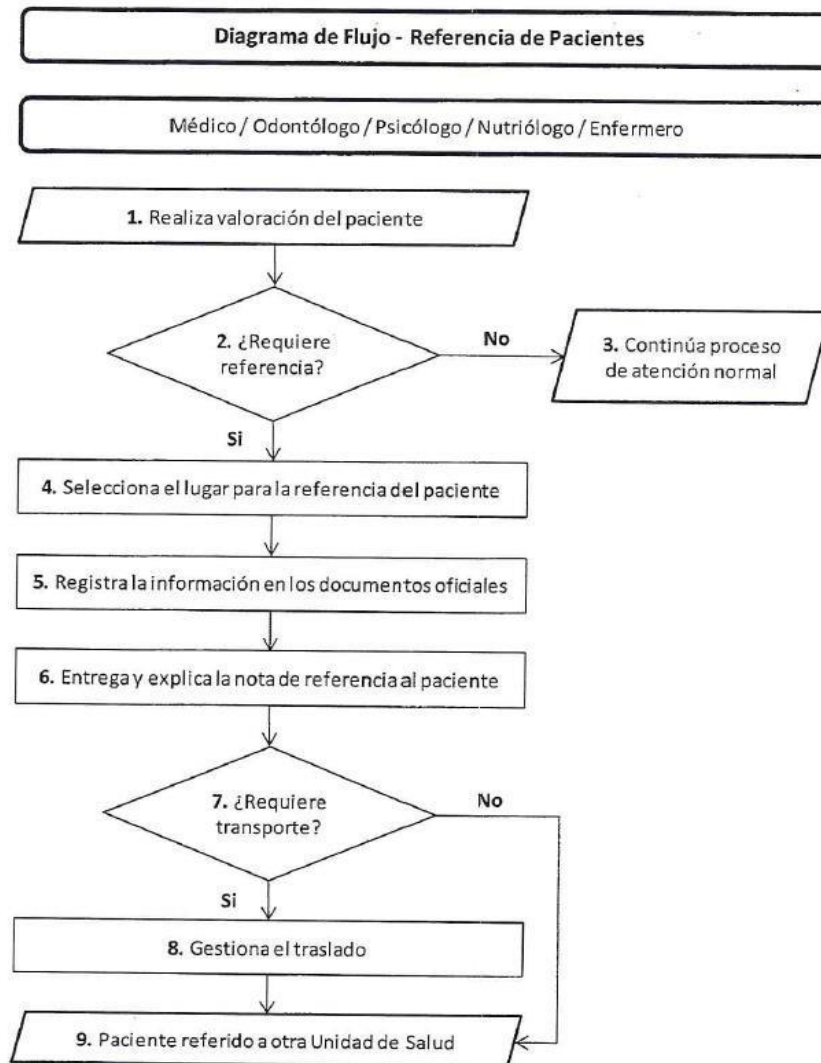 Diagrama de Flujo - Referencia de Pacientes
Médico / Odontólogo / Psicólogo / Nutriólogo / Enfermero
1. Realiza valoración del paciente
2. ¿Requiere
referencia?
No
3. Continúa proceso
de atención normal
Si
4. Selecciona el lugar para la referencia del paciente
5. Registra la información en los documentos oficiales
6. Entrega y explica la nota de referencia al paciente
7. ¿Requiere
transporte?
No
Si
8. Gestiona el traslado
9. Paciente referido a otra Unidad de Salud